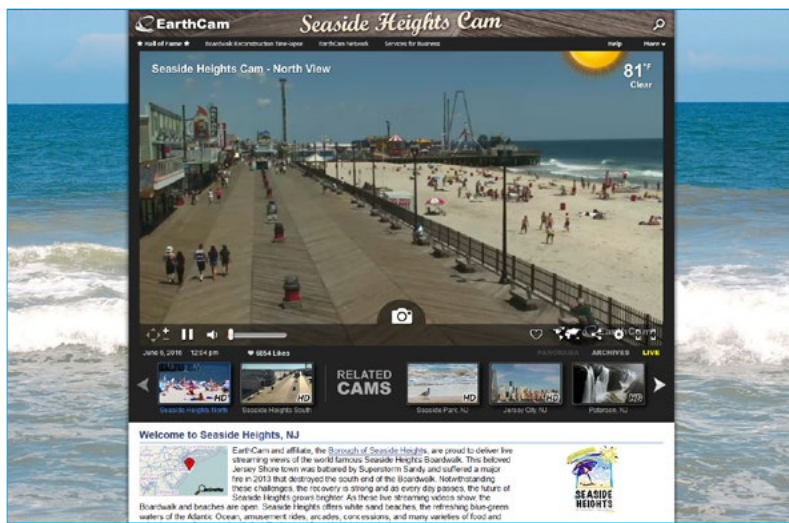 EarthCam
Seaside Heights Cam
★ Hall of Fame ★ Boardwalk Reconstruction Time-lapse EarthCam Network Services for Business Help More
Seaside Heights Cam - North View
81°F
Clear
EarthCam
June 6, 2016 12:04 pm 6854 Likes PANORAMA ARCHIVES LIVE
RELATED
CAMS
HD HD HD HD HD
Seaside Heights North Seaside Heights South Seaside Park, NJ Jersey City, NJ Paterson, NJ
Welcome to Seaside Heights, NJ
EarthCam and affiliate, the Borough of Seaside Heights, are proud to deliver live
streaming views of the world famous Seaside Heights Boardwalk. This beloved
Jersey Shore town was battered by Superstorm Sandy and suffered a major
fire in 2013 that destroyed the south end of the Boardwalk. Notwithstanding
these challenges, the recovery is strong and as every day passes, the future of
Seaside Heights grows brighter. As these live streaming videos show, the
Boardwalk and beaches are open. Seaside Heights offers white sand beaches, the refreshing blue-green
waters of the Atlantic Ocean, amusement rides, arcades, concessions, and many varieties of food and
SEASIDE
HEIGHTS